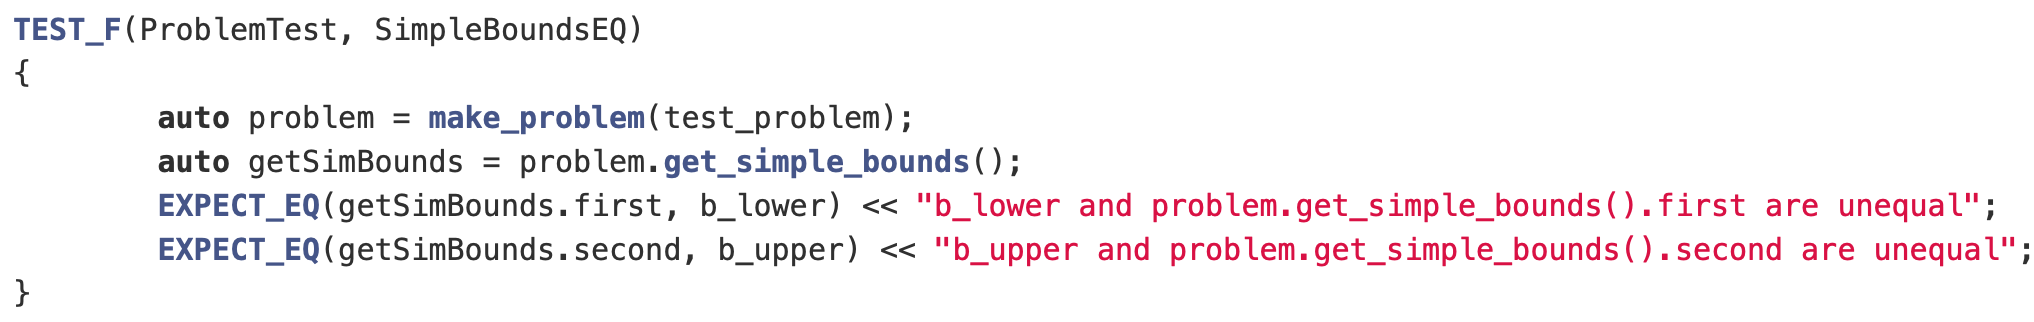 TEST_F(ProblemTest, SimpleBoundsEQ)
{
        auto problem = make_problem(test_problem);
        auto getSimBounds = problem.get_simple_bounds();
        EXPECT_EQ(getSimBounds.first, b_lower) << "b_lower and problem.get_simple_bounds().first are unequal";
        EXPECT_EQ(getSimBounds.second, b_upper) << "b_upper and problem.get_simple_bounds().second are unequal";
}